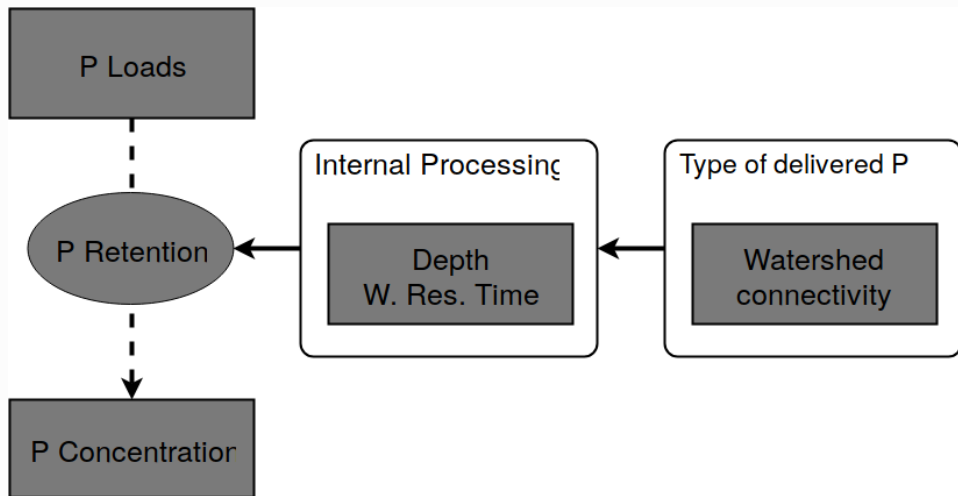 P Loads
Internal Processing
Type of delivered P
P Retention
Depth
W. Res. Time
Watershed
connectivity
P Concentration